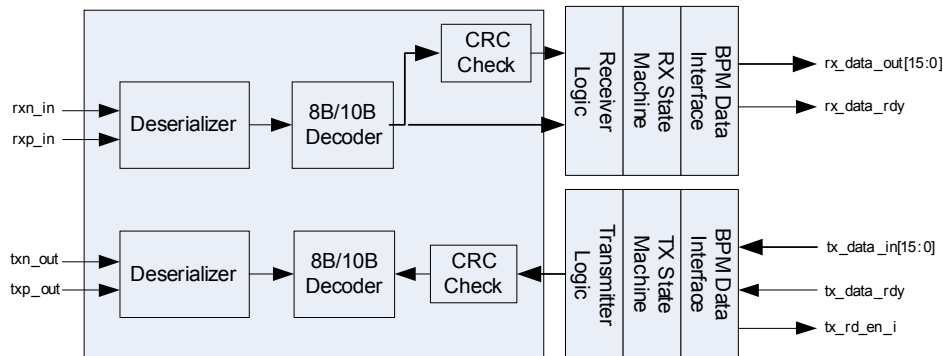 CRC
Check
Receiver
Logic
RX State
Machine
BPM Data
Interface
rx_data_out[15:0]
rx_data_rdy
rxn_in
rxp_in
Deserializer
8B/10B
Decoder
txn_out
txp_out
Deserializer
8B/10B
Decoder
CRC
Check
Transmitter
Logic
TX State
Machine
BPM Data
Interface
tx_data_in[15:0]
tx_data_rdy
tx_rd_en_i